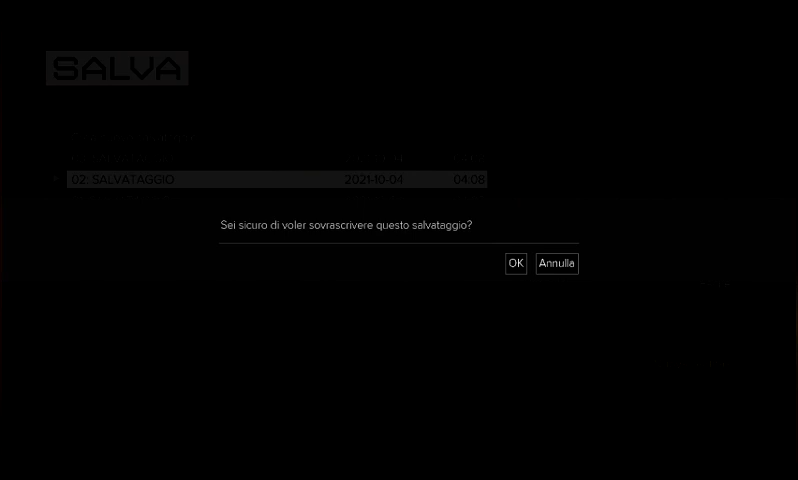 SALVA
02: SALVATAGGIO 2021-10-04 04:08
Sei sicuro di voler sovrascrivere questo salvataggio?
OK Annulla